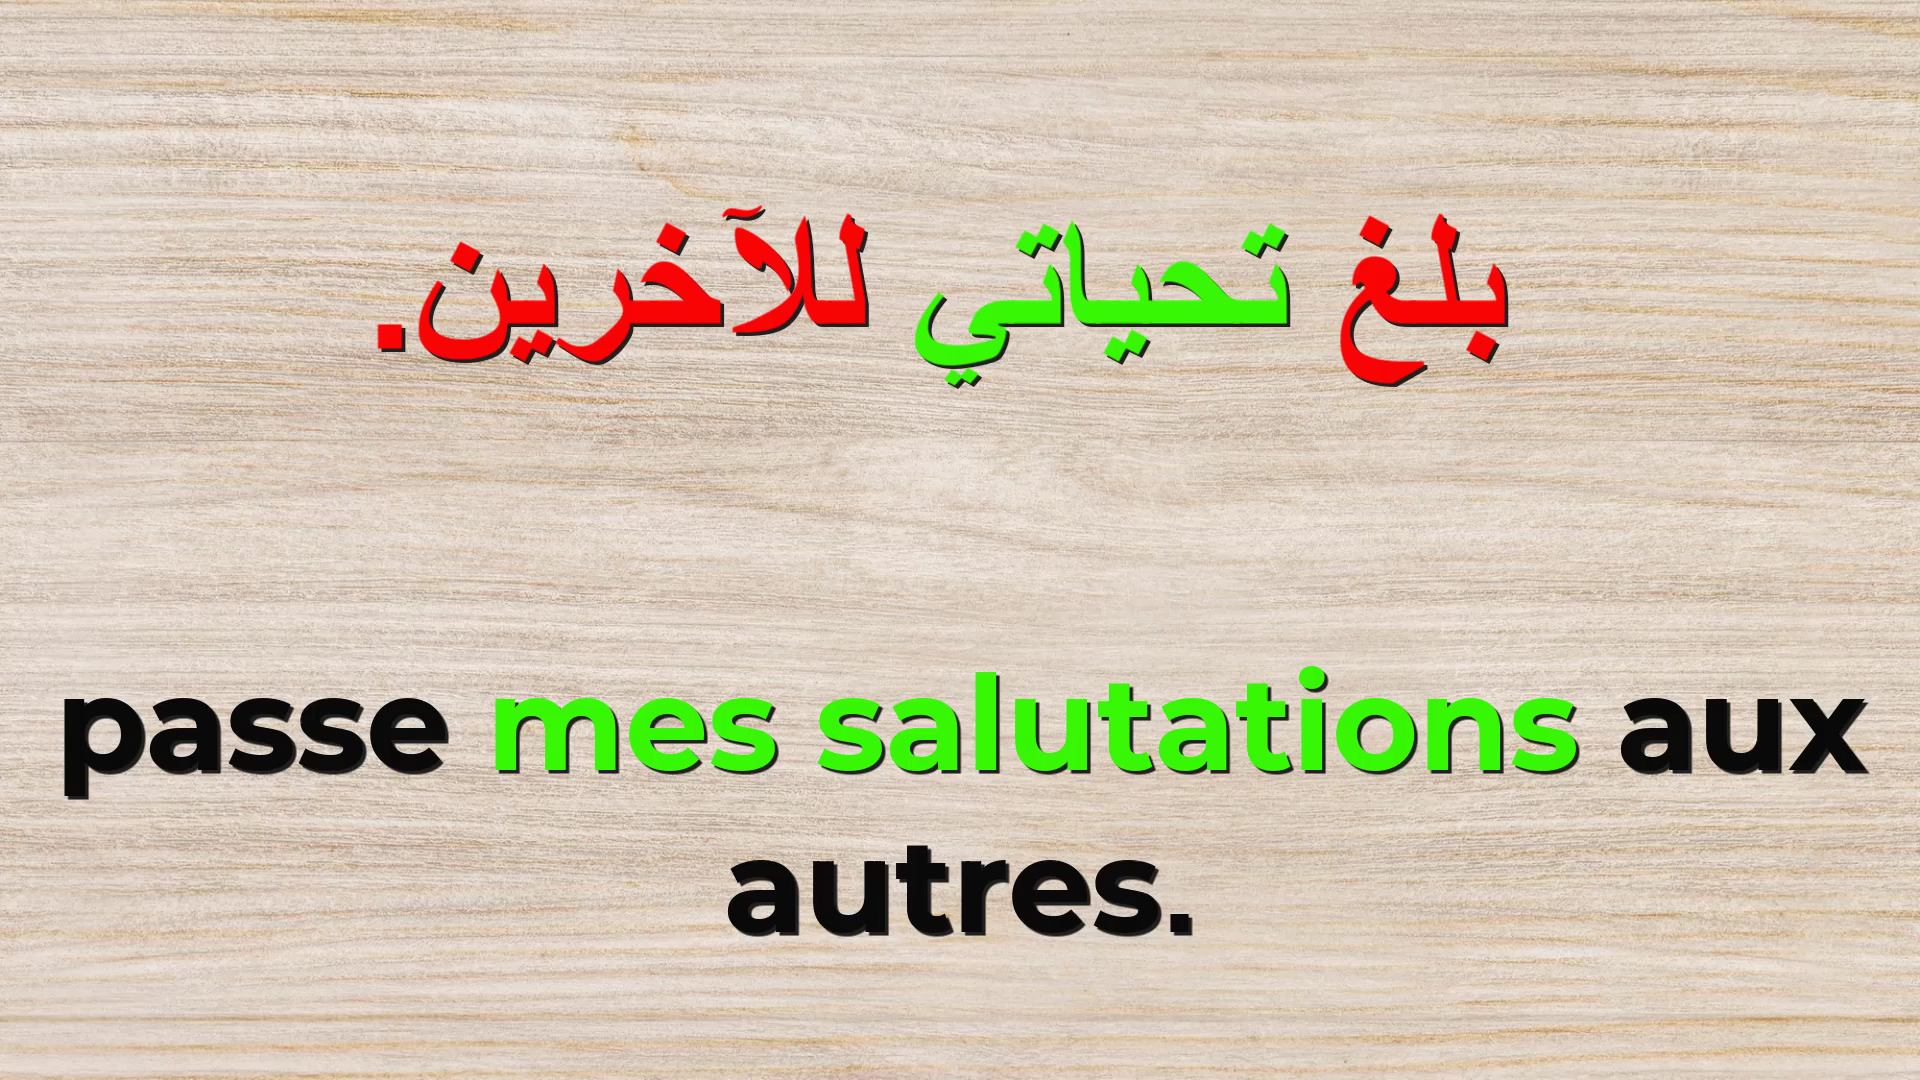 بلغ تحياتي للآخرين.
passe mes salutations aux
autres.